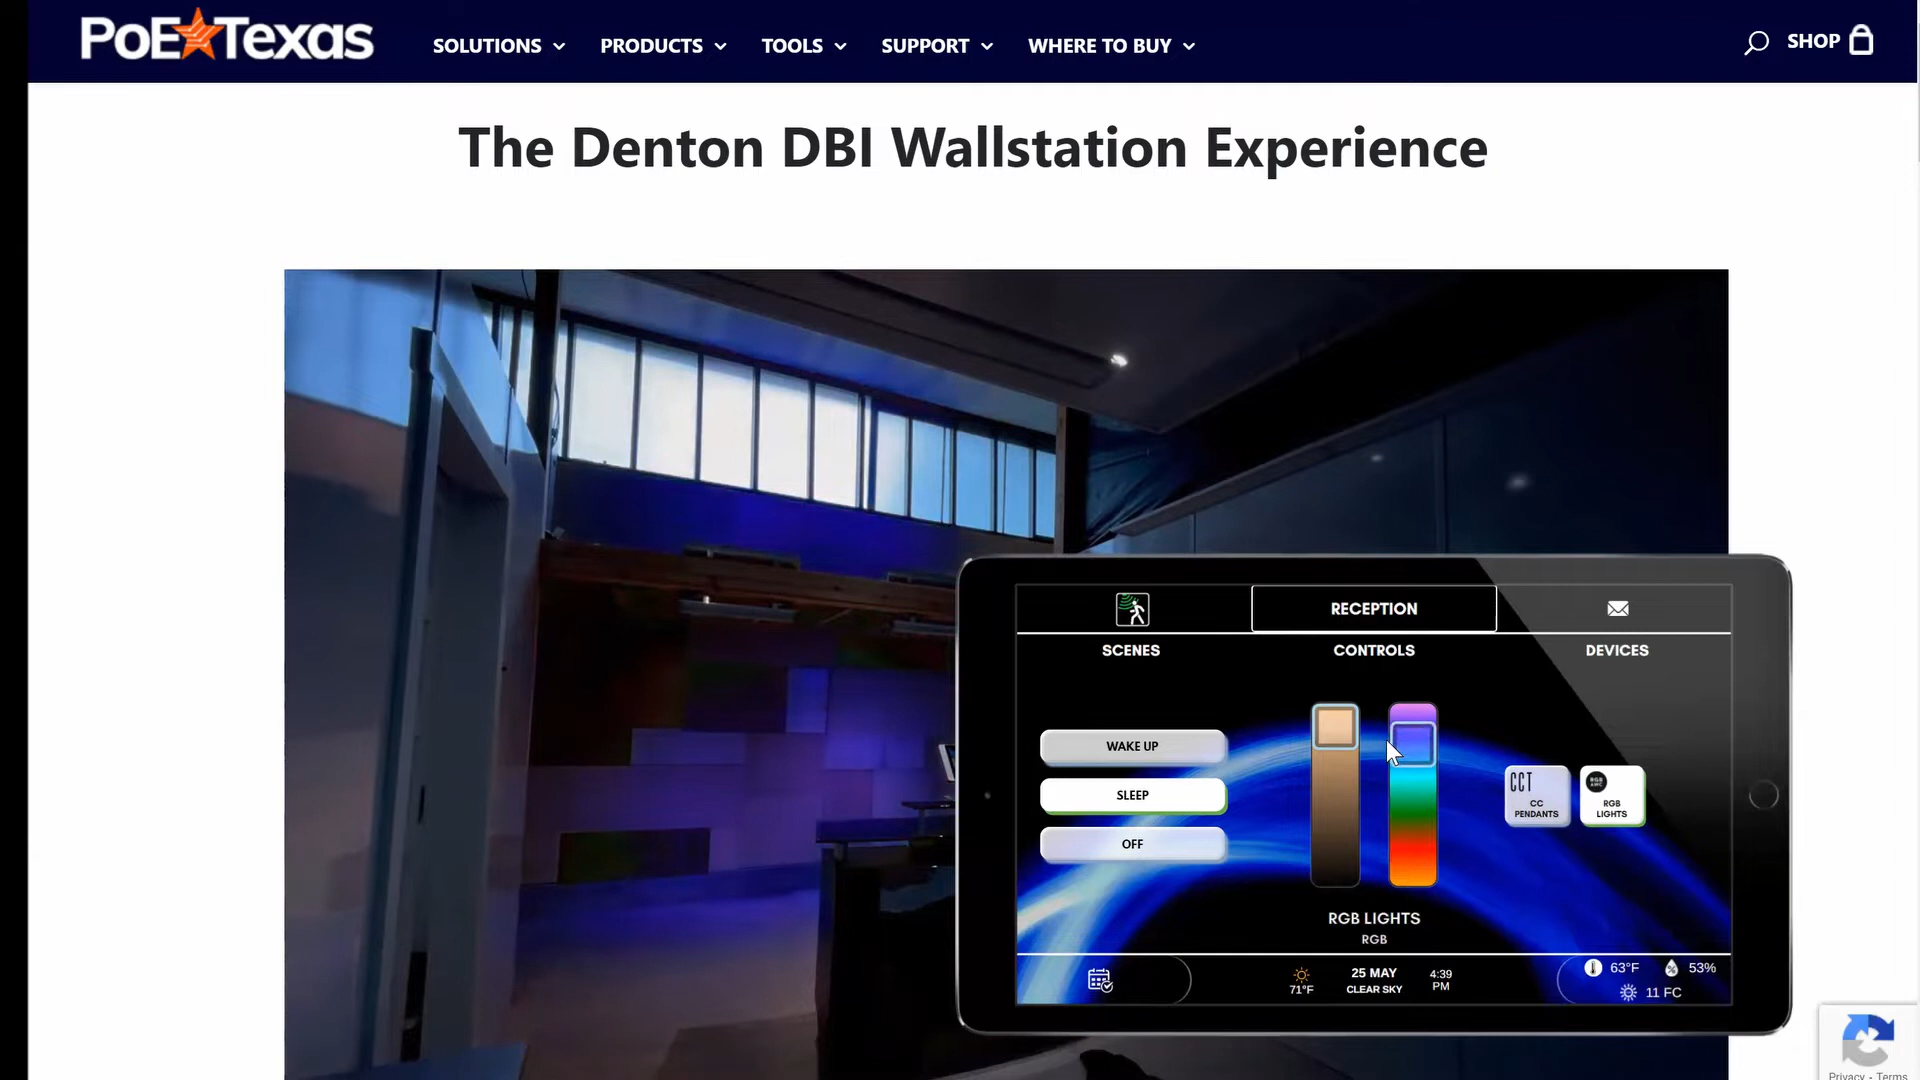 PoE Texas
SOLUTIONS
PRODUCTS
TOOLS
SUPPORT
WHERE TO BUY
SHOP
The Denton DBI Wallstation Experience
RECEPTION
SCENES
CONTROLS
DEVICES
WAKE UP
SLEEP
OFF
CCT
CC
PENDANTS
RGB
LIGHTS
RGB LIGHTS
RGB
71°F
25 MAY
CLEAR SKY
4:39
PM
63°F
53%
11 FC
Privacy - Terms